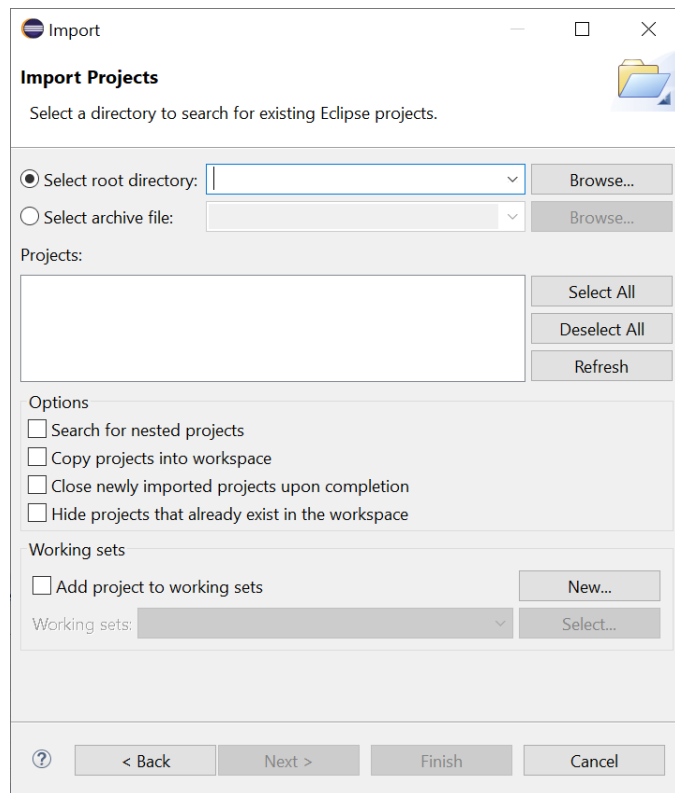 Import
Import Projects
Select a directory to search for existing Eclipse projects.
Select root directory:
Browse...
Select archive file:
Browse...
Projects:
Select All
Deselect All
Refresh
Options
Search for nested projects
Copy projects into workspace
Close newly imported projects upon completion
Hide projects that already exist in the workspace
Working sets
Add project to working sets
New...
Working sets:
Select...
?
< Back
Next >
Finish
Cancel